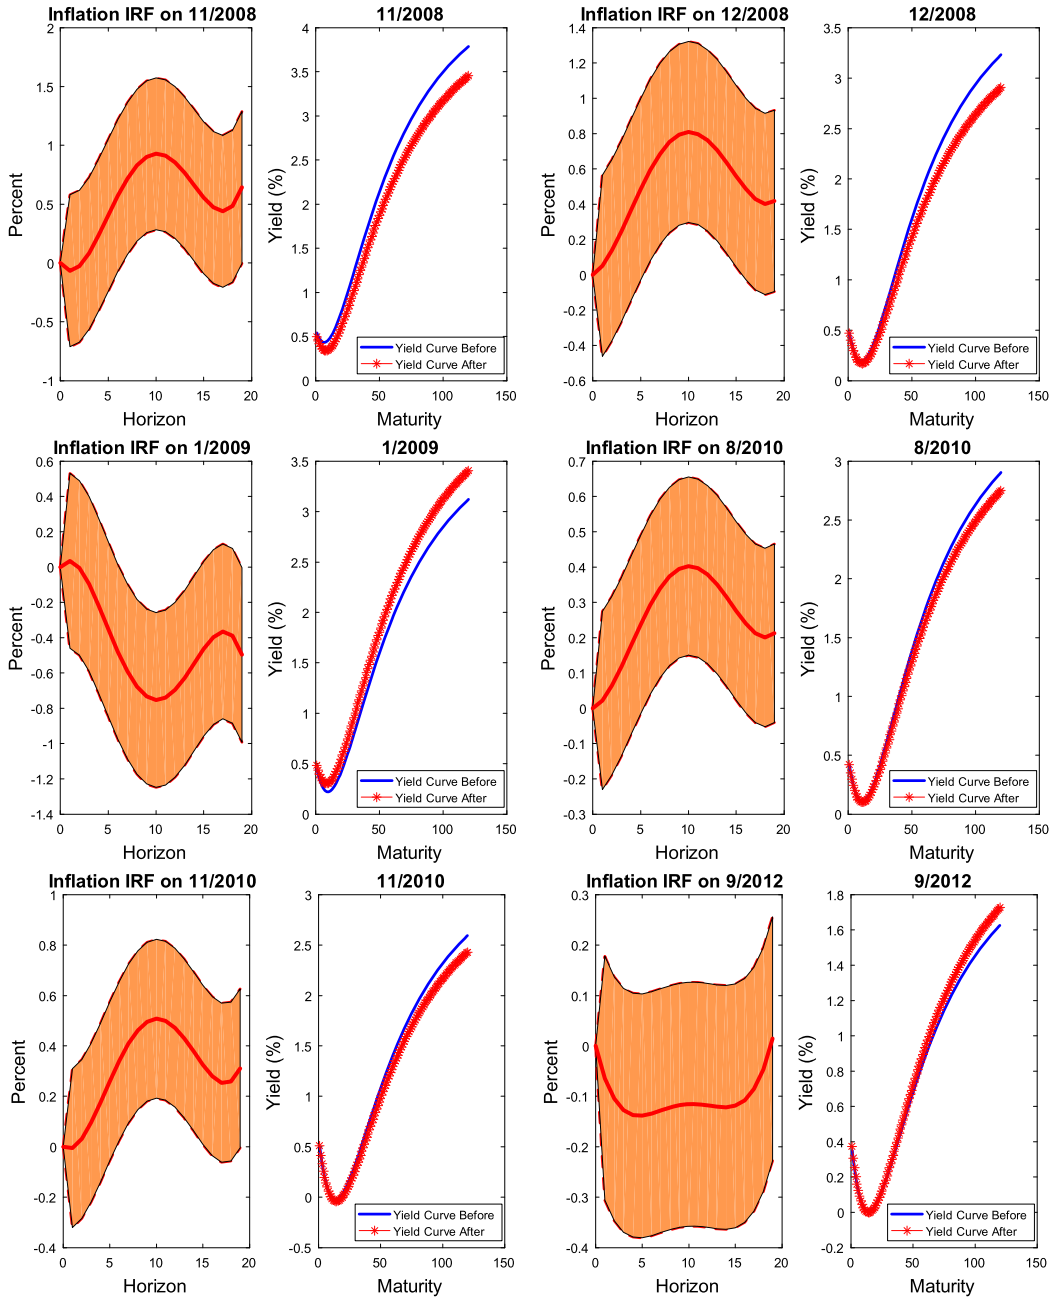 Inflation IRF on 11/2008
2
1.5
1
0.5
0
-0.5
-1
0 5 10 15 20
Percent
Horizon
11/2008
4
3.5
3
2.5
2
1.5
1
0.5
0
0 50 100 150
Yield (%)
Maturity
Yield Curve Before
Yield Curve After
Inflation IRF on 12/2008
1.4
1.2
1
0.8
0.6
0.4
0.2
0
-0.2
-0.4
-0.6
0 5 10 15 20
Percent
Horizon
12/2008
3.5
3
2.5
2
1.5
1
0.5
0
0 50 100 150
Yield (%)
Maturity
Yield Curve Before
Yield Curve After
Inflation IRF on 1/2009
0.6
0.4
0.2
0
-0.2
-0.4
-0.6
-0.8
-1
-1.2
-1.4
0 5 10 15 20
Percent
Horizon
1/2009
3.5
3
2.5
2
1.5
1
0.5
0
0 50 100 150
Yield (%)
Maturity
Yield Curve Before
Yield Curve After
Inflation IRF on 8/2010
0.7
0.6
0.5
0.4
0.3
0.2
0.1
0
-0.1
-0.2
-0.3
0 5 10 15 20
Percent
Horizon
8/2010
3
2.5
2
1.5
1
0.5
0
0 50 100 150
Yield (%)
Maturity
Yield Curve Before
Yield Curve After
Inflation IRF on 11/2010
1
0.8
0.6
0.4
0.2
0
-0.2
-0.4
0 5 10 15 20
Percent
Horizon
11/2010
3
2.5
2
1.5
1
0.5
0
-0.5
0 50 100 150
Yield (%)
Maturity
Yield Curve Before
Yield Curve After
Inflation IRF on 9/2012
0.3
0.2
0.1
0
-0.1
-0.2
-0.3
-0.4
0 5 10 15 20
Percent
Horizon
9/2012
1.8
1.6
1.4
1.2
1
0.8
0.6
0.4
0.2
0
-0.2
0 50 100 150
Yield (%)
Maturity
Yield Curve Before
Yield Curve After